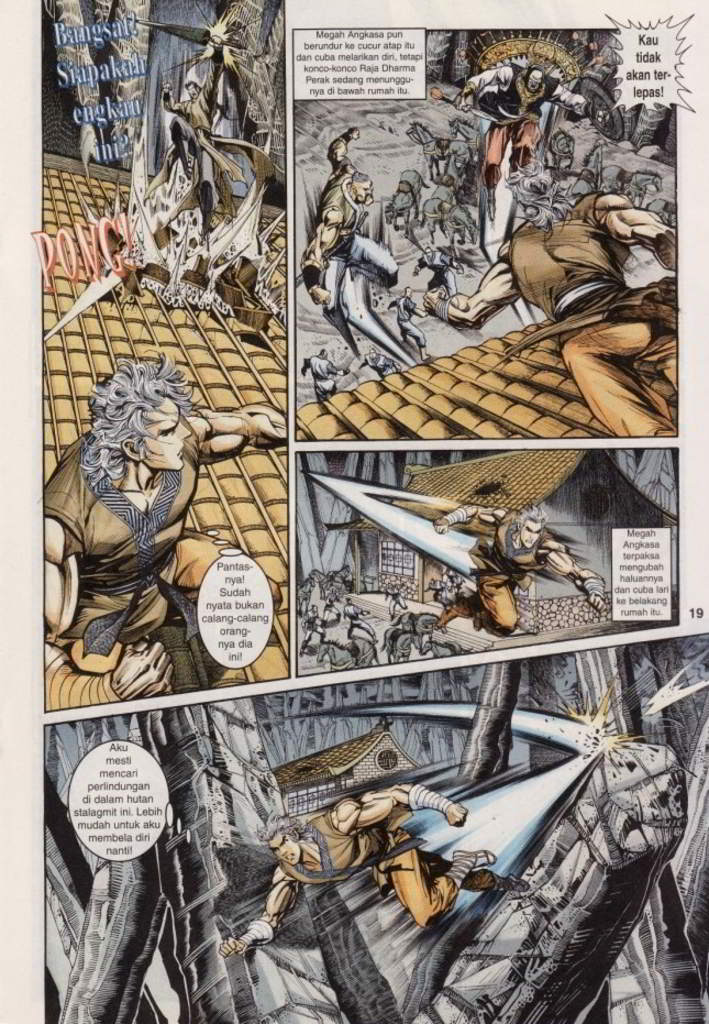 Bangsat!
Siapakah
engkau
ini?
PONG!
Pantas-
nya!
Sudah
nyata bukan
calang-calang
orang-
nya dia
ini!
Megah Angkasa pun
berundur ke cucur atap itu
dan cuba melarikan diri, tetapi
konco-konco Raja Dharma
Perak sedang menunggu-
nya di bawah rumah itu.
Kau
tidak
akan ter-
lepas!
Megah
Angkasa
terpaksa
mengubah
haluannya
dan cuba lari
ke belakang
rumah itu.
19
Aku
mesti
mencari
perlindungan
di dalam hutan
stalagmit ini. Lebih
mudah untuk aku
membela diri
nanti!